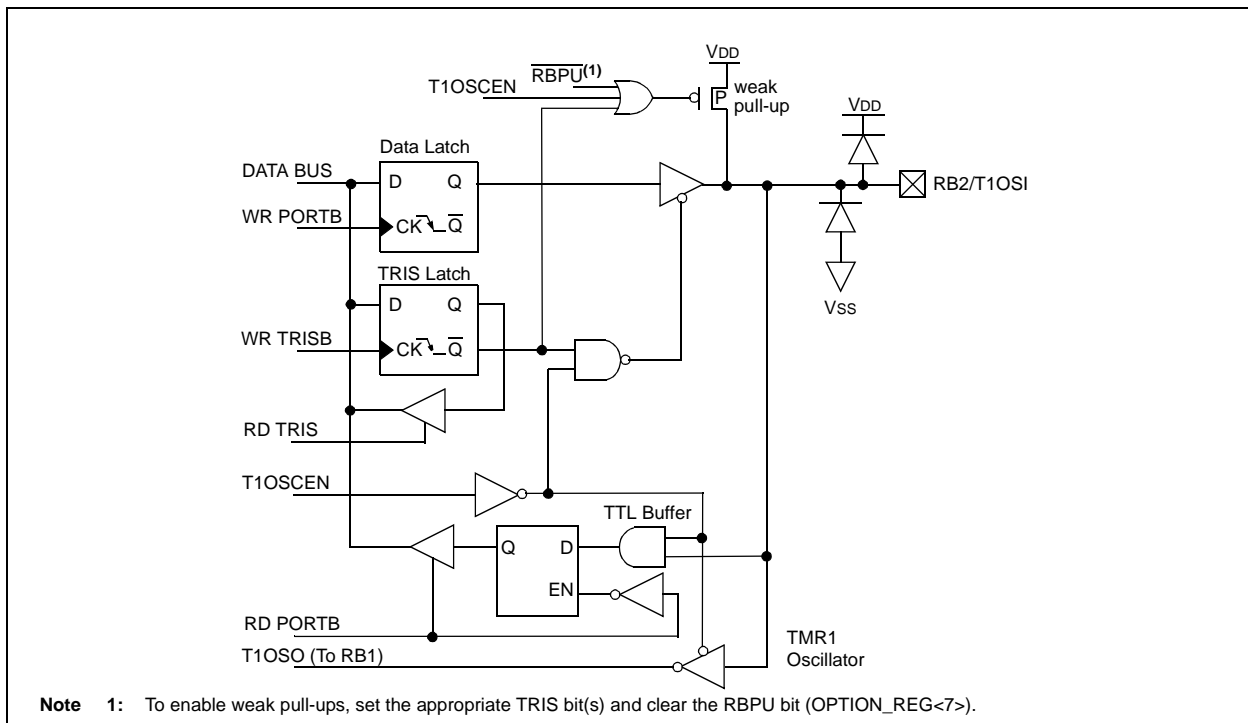 VDD
RBPU(1)
T1OSCEN
P
weak
pull-up
VDD
Data Latch
DATA BUS
D Q
RB2/T1OSI
WR PORTB
CK Q
TRIS Latch
VSS
D Q
WR TRISB
CK Q
RD TRIS
T1OSCEN
TTL Buffer
Q D
EN
RD PORTB
TMR1
Oscillator
T1OSO (To RB1)
Note 1: To enable weak pull-ups, set the appropriate TRIS bit(s) and clear the RBPU bit (OPTION_REG<7>).